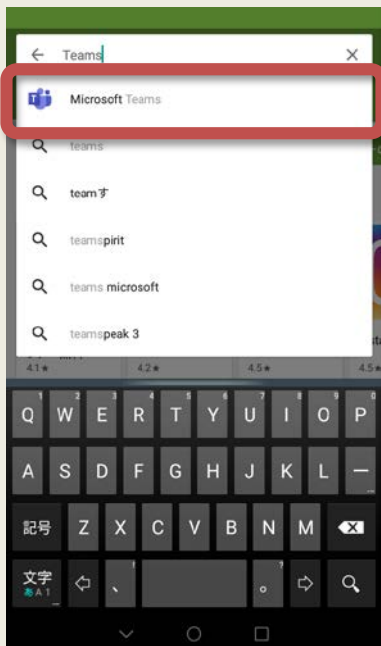 Teams
Microsoft Teams
teams
teamす
teamspirit
teams microsoft
teamspeak 3
4.1★ 4.2★ 4.5★ 4.5★
1 2 3 4 5 6 7 8 9 0
Q W E R T Y U I O P
A S D F G H J K L ー
記号 Z X C V B N M
文字 、 ! 。 ?
あA1